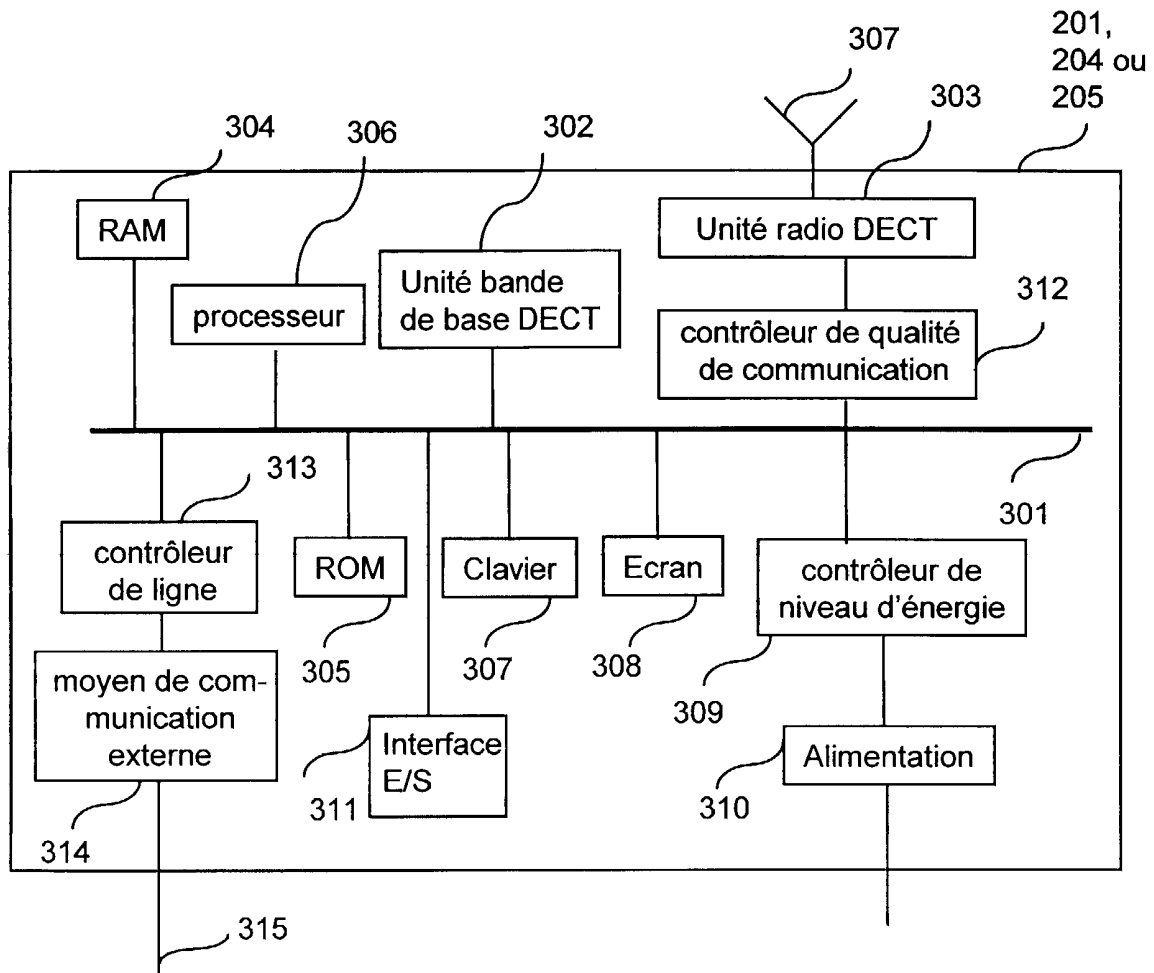 201,
204 ou
205
307
303
304
306
302
RAM
Unité radio DECT
312
processeur
Unité bande
de base DECT
contrôleur de qualité
de communication
313
301
contrôleur
de ligne
ROM
Clavier
Ecran
contrôleur de
niveau d'énergie
305
307
308
309
moyen de com-
munication
externe
311
Interface
E/S
310
Alimentation
314
315